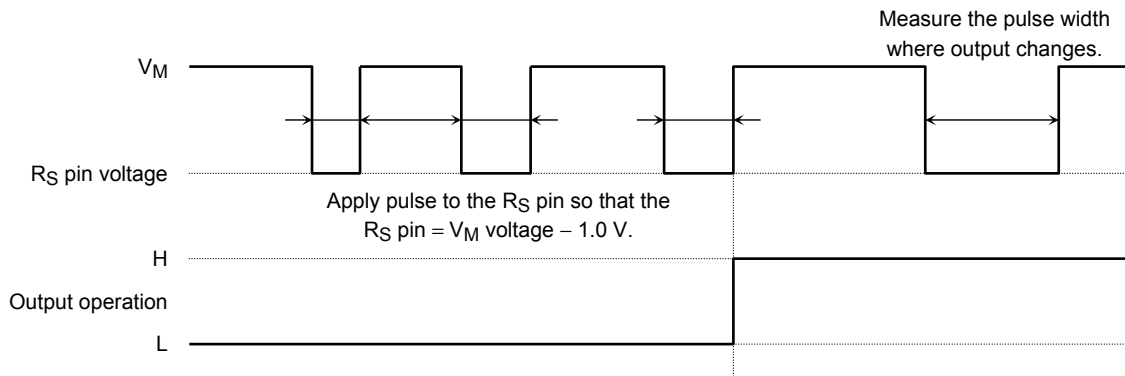 Measure the pulse width
where output changes.
VM
RS pin voltage
Apply pulse to the RS pin so that the
RS pin = VM voltage − 1.0 V.
H
Output operation
L